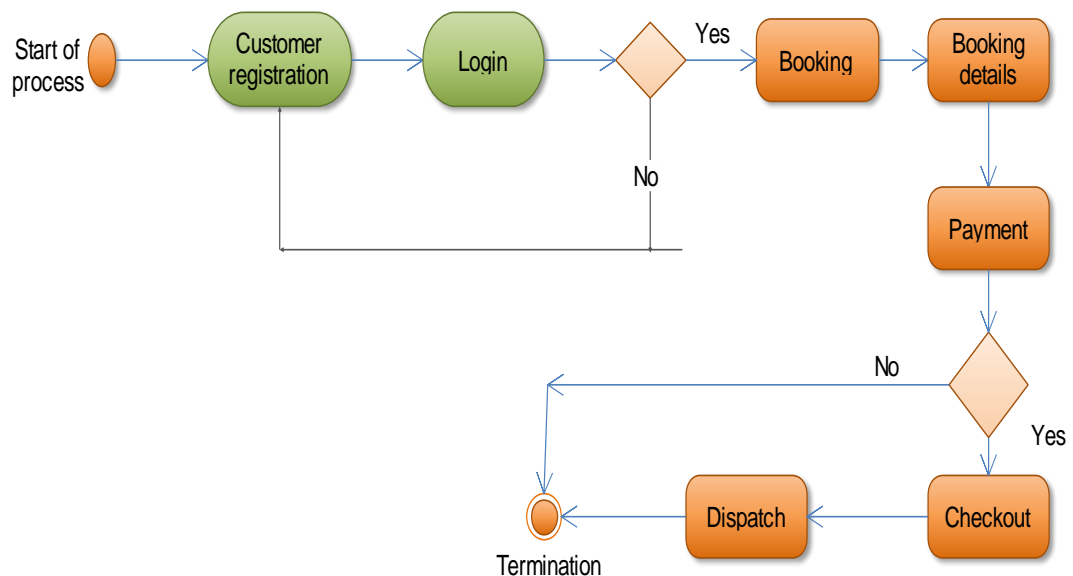 Start of
process
Customer
registration
Login
Yes
Booking
Booking
details
No
Payment
No
Yes
Dispatch
Checkout
Termination